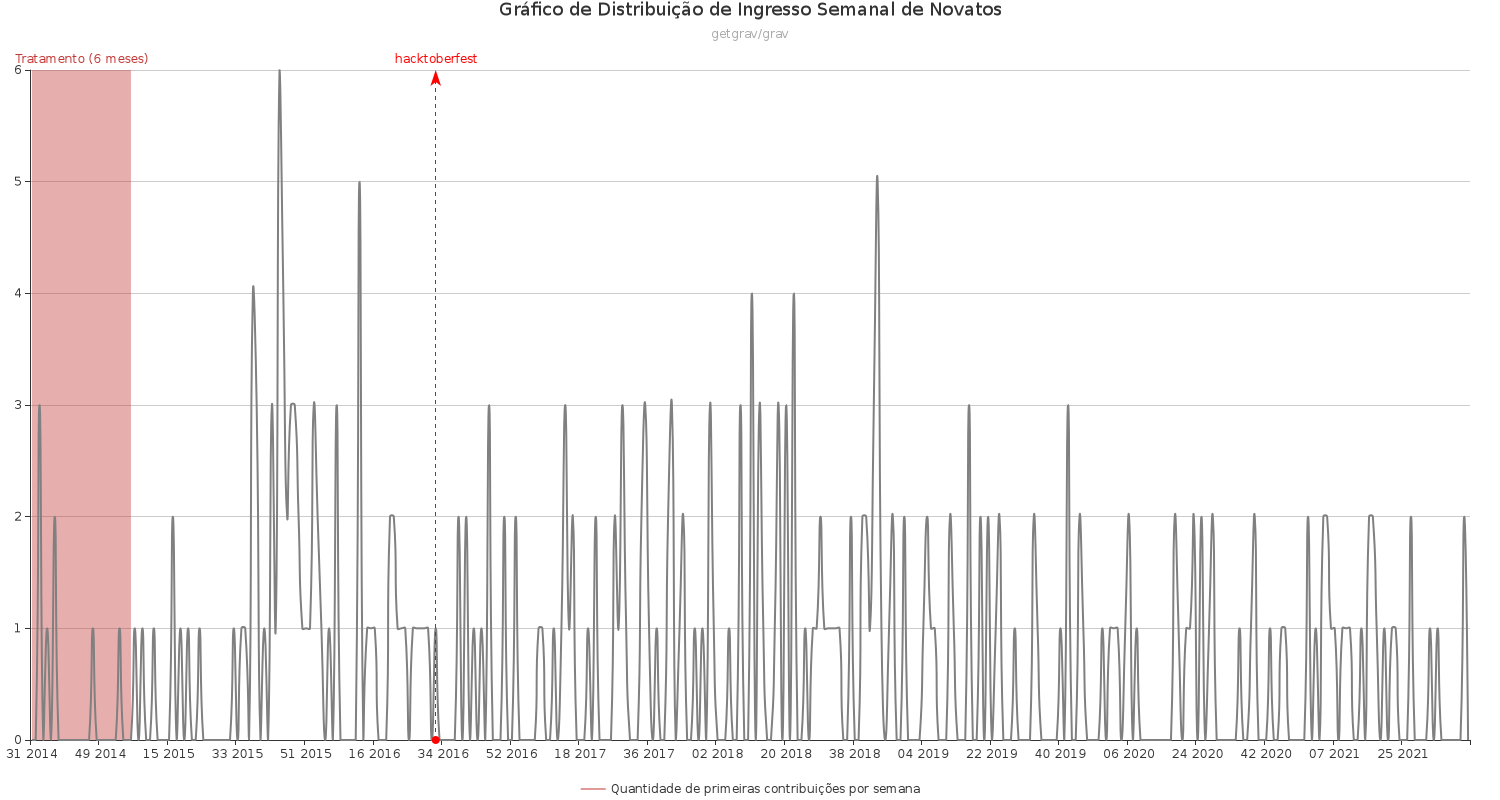 Gráfico de Distribuição de Ingresso Semanal de Novatos
getgrav/grav
Tratamento (6 meses)
hacktoberfest
6
5
4
3
2
1
0
31 2014 49 2014 15 2015 33 2015 51 2015 16 2016 34 2016 52 2016 18 2017 36 2017 02 2018 20 2018 38 2018 04 2019 22 2019 40 2019 06 2020 24 2020 42 2020 07 2021 25 2021
Quantidade de primeiras contribuições por semana